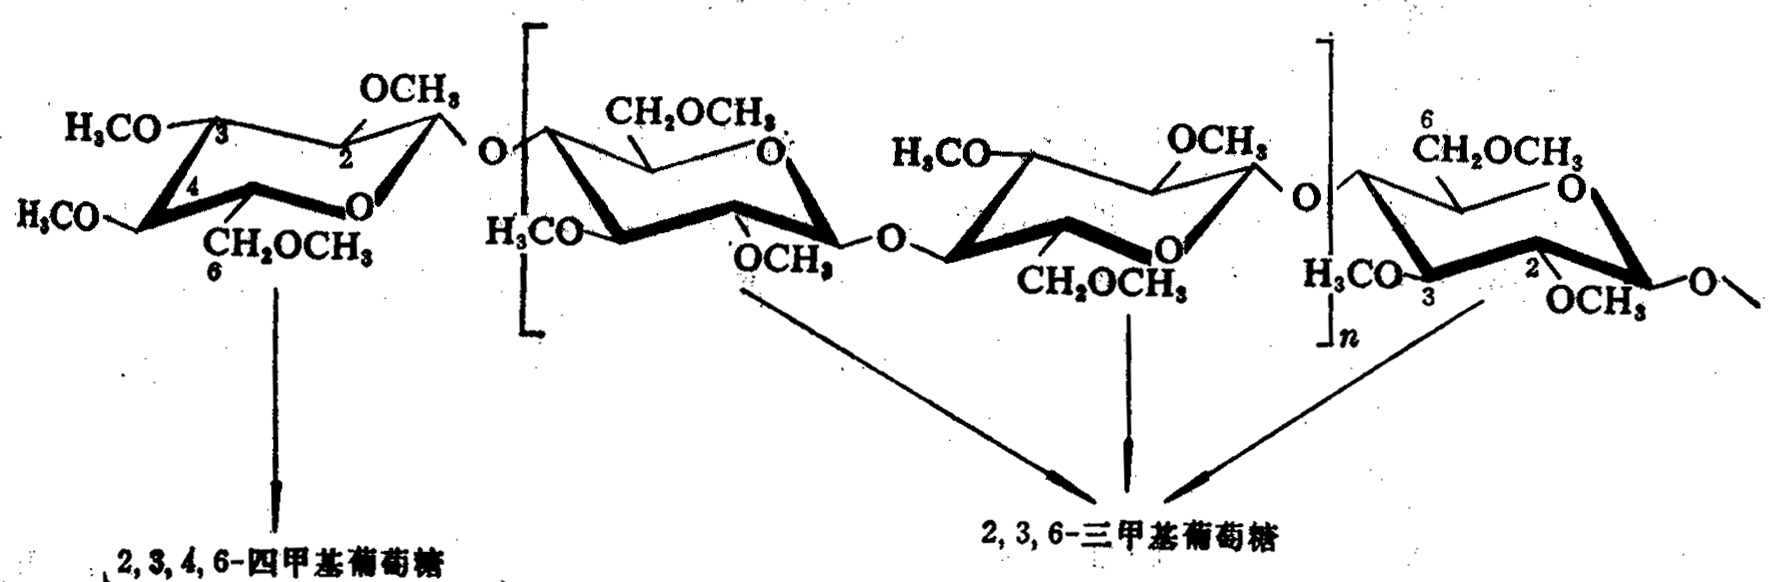 OCH₃
CH₂OCH₃
6
H₃CO
3
2
O
H₃CO
OCH₃
O
CH₂OCH₃
4
O
H₃CO
O
H₃CO
OCH₃
O
O
CH₂OCH₃
CH₂OCH₃
6
H₃CO
3
2
OCH₃
O
n
2, 3, 6-三甲基葡萄糖
2, 3, 4, 6-四甲基葡萄糖